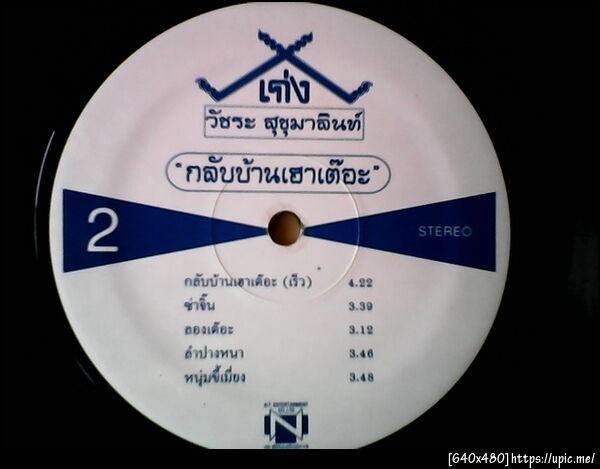 เก่ง
วัชระ สุขุมาลินท์
"กลับบ้านเฮาเต๊อะ"
2
STEREO
กลับบ้านเฮาเต๊อะ (เร็ว) 4.22
ซ่าจิ๊น 3.39
ลองเต๊อะ 3.12
ลำปางหนา 3.46
หนุ่มขี้เมี่ยง 3.48
N
[640x480]https://upic.me/